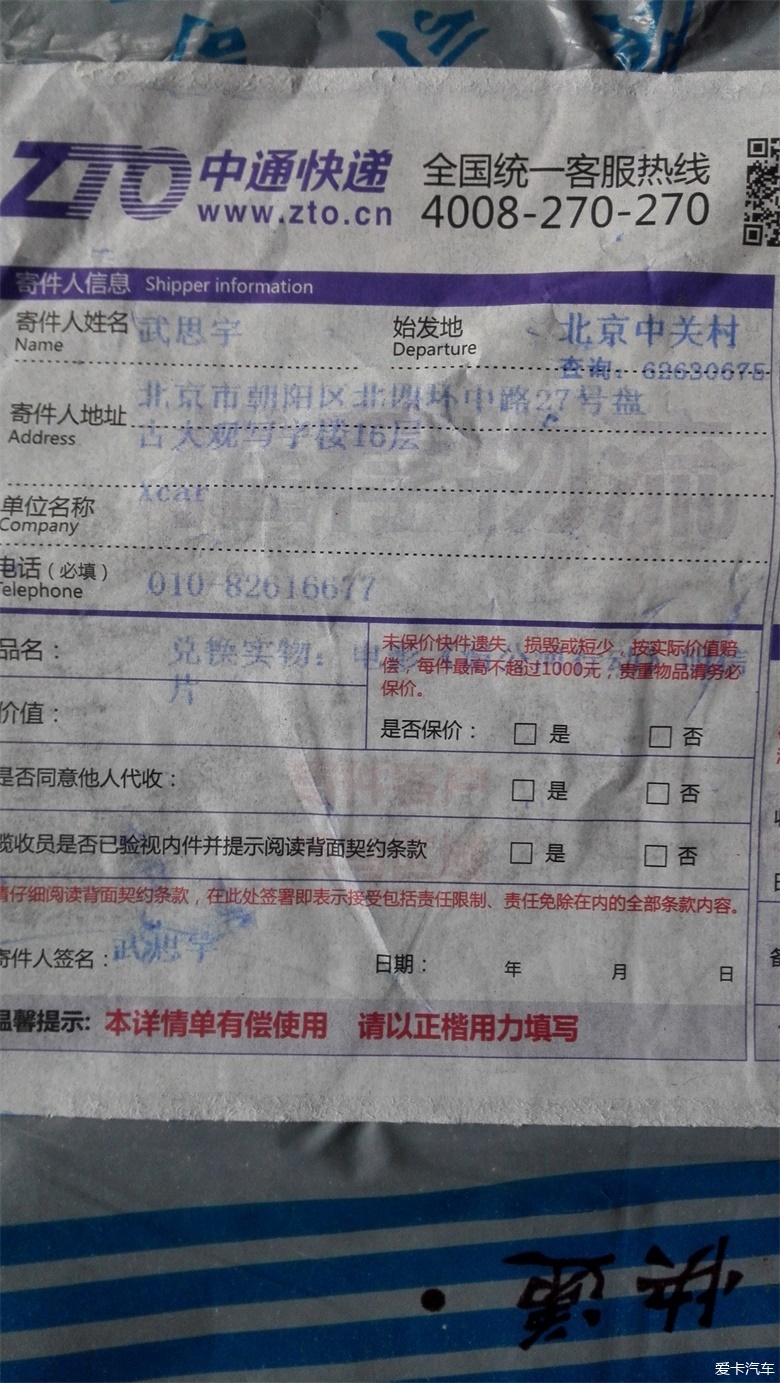 ZTO 中通快递
www.zto.cn
全国统一客服热线
4008-270-270
寄件人信息 Shipper information
寄件人姓名 武思宇
Name
始发地 北京中关村
Departure
查询: 62630675
寄件人地址 北京市朝阳区北四环中路27号盘
Address 古大观写字楼16层
单位名称 xcar
Company
电话(必填) 010-82616677
Telephone
品名: 兑换实物: 电影
片
未保价快件遗失、损毁或短少,按实际价值赔
偿,每件最高不超过1000元,贵重物品请务必
保价。
价值:
是否保价: □ 是 □ 否
是否同意他人代收: □ 是 □ 否
揽收员是否已验视内件并提示阅读背面契约条款 □ 是 □ 否
请仔细阅读背面契约条款,在此处签署即表示接受包括责任限制、责任免除在内的全部条款内容。
寄件人签名: 武思宇 日期: 年 月 日
温馨提示: 本详情单有偿使用 请以正楷用力填写
快递
爱卡汽车